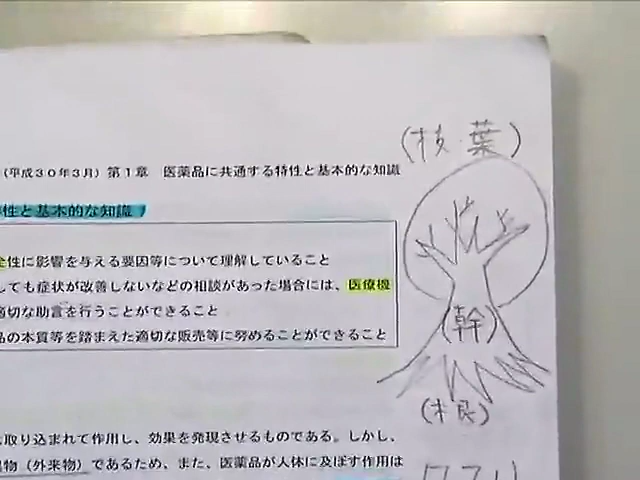 (枝・葉)
(平成30年3月) 第1章 医薬品に共通する特性と基本的な知識
性と基本的な知識
全性に影響を与える要因等について理解していること
しても症状が改善しないなどの相談があった場合には、医療機
適切な助言を行うことができること
品の本質等を踏まえた適切な販売等に努めることができること
(幹)
(根)
取り込まれて作用し、効果を発現させるものである。しかし、
物（外来物）であるため、また、医薬品が人体に及ぼす作用は